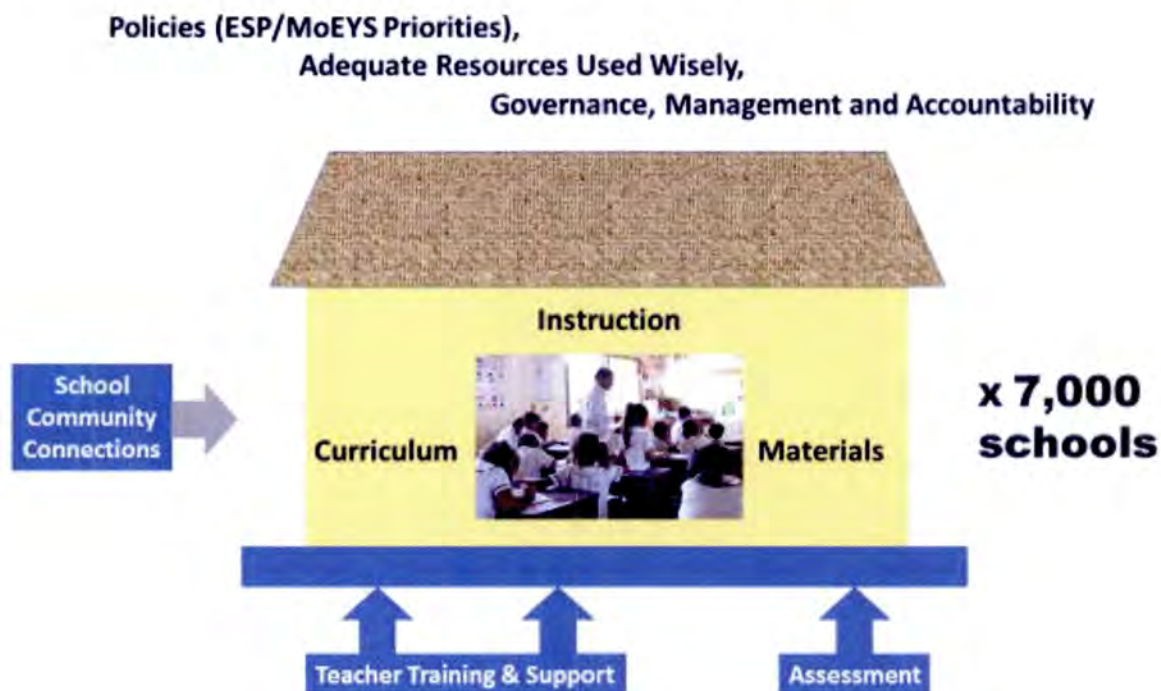 Policies (ESP/MoEYS Priorities),
Adequate Resources Used Wisely,
Governance, Management and Accountability
Instruction
School
Community
Connections
Curriculum
Materials
x 7,000
schools
Teacher Training & Support
Assessment